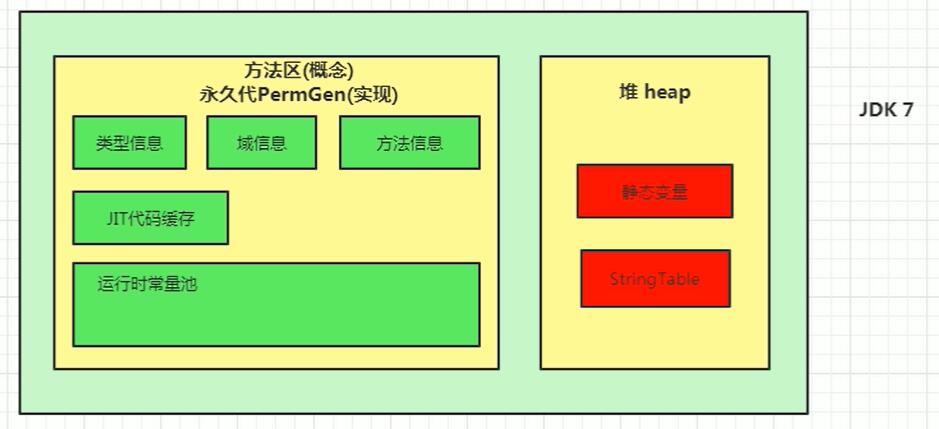 方法区(概念)
永久代PermGen(实现)
类型信息
域信息
方法信息
JIT代码缓存
运行时常量池
堆 heap
静态变量
StringTable
JDK 7